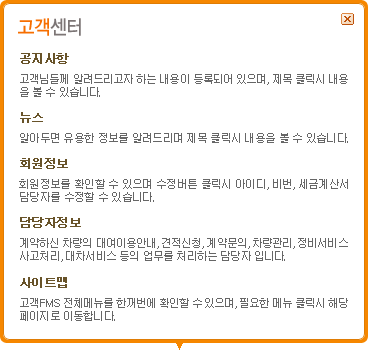 고객센터
공지사항
고객님들께 알려드리고자 하는 내용이 등록되어 있으며, 제목 클릭시 내용
을 볼 수 있습니다.
뉴스
알아두면 유용한 정보를 알려드리며 제목 클릭시 내용을 볼 수 있습니다.
회원정보
회원정보를 확인할 수 있으며 수정버튼 클릭시 아이디, 비번, 세금계산서
담당자를 수정할 수 있습니다.
담당자정보
계약하신 차량의 대여이용안내, 견적신청, 계약문의, 차량관리, 정비서비스
사고처리, 대차서비스 등의 업무를 처리하는 담당자 입니다.
사이트맵
고객FMS 전체메뉴를 한꺼번에 확인할 수 있으며, 필요한 메뉴 클릭시 해당
페이지로 이동합니다.